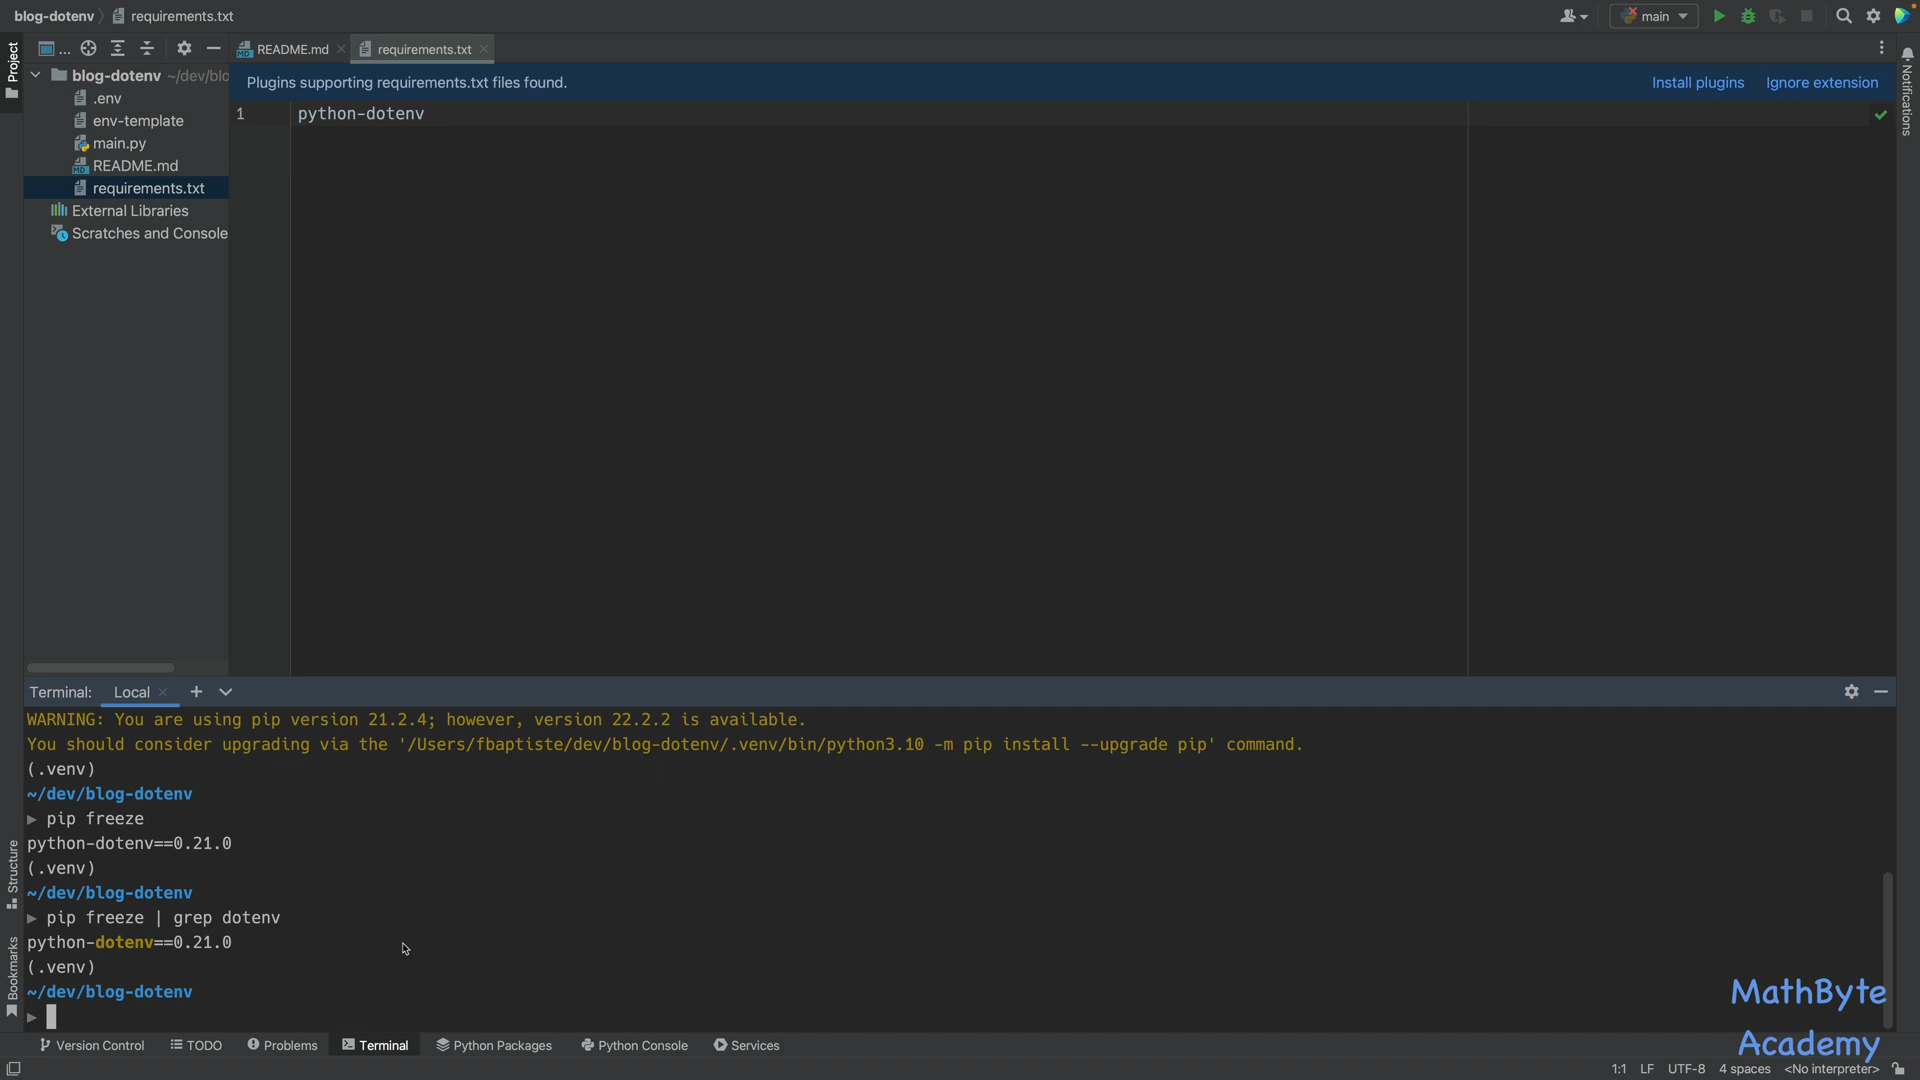 blog-dotenv
requirements.txt
main
Project
...
README.md
requirements.txt
blog-dotenv ~/dev/blo
Plugins supporting requirements.txt files found.
Install plugins
Ignore extension
Notifications
.env
env-template
main.py
README.md
requirements.txt
External Libraries
Scratches and Console
1
python-dotenv
Terminal:
Local
WARNING: You are using pip version 21.2.4; however, version 22.2.2 is available.
You should consider upgrading via the '/Users/fbaptiste/dev/blog-dotenv/.venv/bin/python3.10 -m pip install --upgrade pip' command.
(.venv)
~/dev/blog-dotenv
▶ pip freeze
python-dotenv==0.21.0
(.venv)
~/dev/blog-dotenv
▶ pip freeze | grep dotenv
python-dotenv==0.21.0
(.venv)
~/dev/blog-dotenv
▶
Structure
Bookmarks
MathByte
Academy
Version Control
TODO
Problems
Terminal
Python Packages
Python Console
Services
1:1 LF UTF-8 4 spaces <No interpreter>